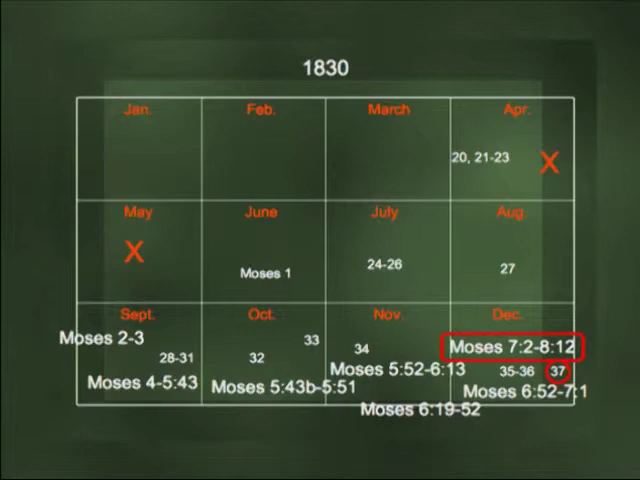 1830
Jan. Feb. March Apr.
20, 21-23 X
May June July Aug.
X Moses 1 24-26 27
Sept. Oct. Nov. Dec.
Moses 2-3 33 34 Moses 7:2-8:12
28-31 32 35-36 37
Moses 4-5:43 Moses 5:43b-5:51 Moses 5:52-6:13 Moses 6:52-7:1
Moses 6:19-52